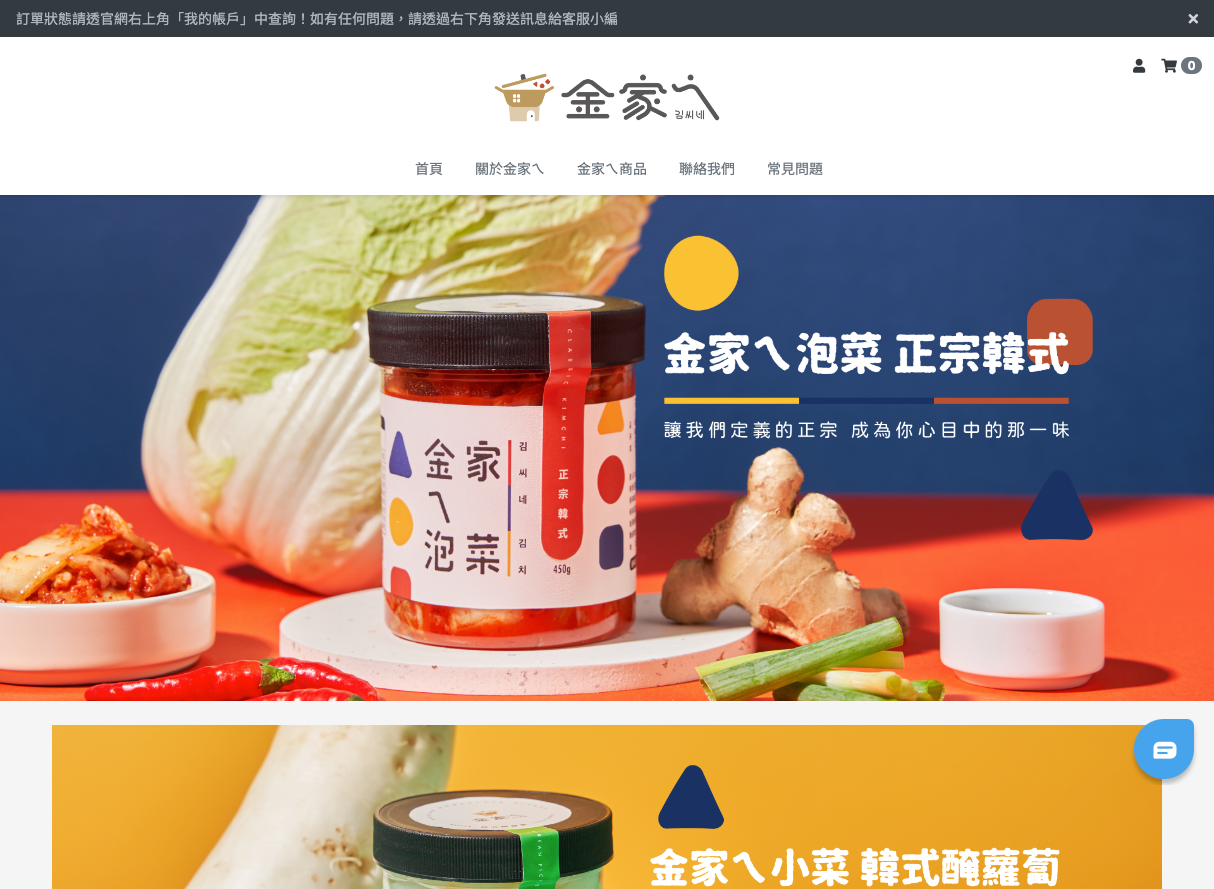 訂單狀態請透官網右上角「我的帳戶」中查詢！如有任何問題，請透過右下角發送訊息給客服小編
0
金家ㄟ
김씨네
首頁
關於金家ㄟ
金家ㄟ商品
聯絡我們
常見問題
金家ㄟ泡菜 正宗韓式
讓我們定義的正宗 成為你心目中的那一味
CLASSIC KIMCHI 正宗韓式
金家
ㄟ
泡菜
김씨네 김치
450g
金家ㄟ小菜 韓式醃蘿蔔